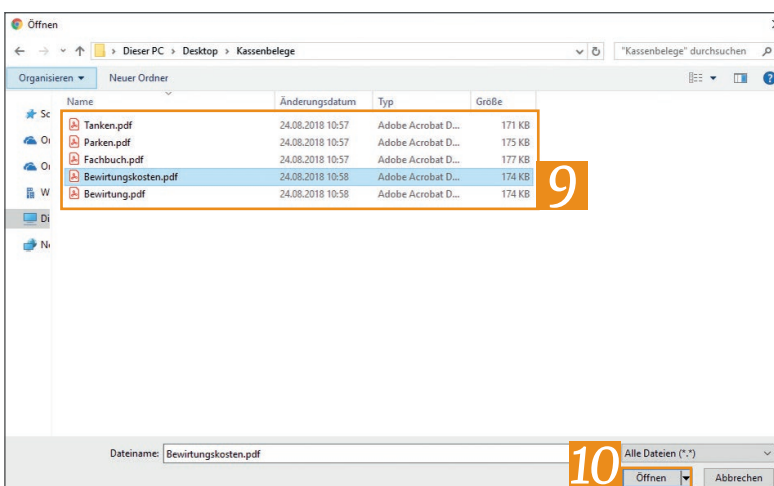 Öffnen
Dieser PC > Desktop > Kassenbelege
"Kassenbelege" durchsuchen
Organisieren Neuer Ordner
Name Änderungsdatum Typ Größe
Tanken.pdf 24.08.2018 10:57 Adobe Acrobat D... 171 KB
Parken.pdf 24.08.2018 10:57 Adobe Acrobat D... 175 KB
Fachbuch.pdf 24.08.2018 10:57 Adobe Acrobat D... 177 KB
Bewirtungskosten.pdf 24.08.2018 10:58 Adobe Acrobat D... 174 KB
Bewirtung.pdf 24.08.2018 10:58 Adobe Acrobat D... 174 KB
9
Dateiname: Bewirtungskosten.pdf
Alle Dateien (*.*)
10
Öffnen Abbrechen